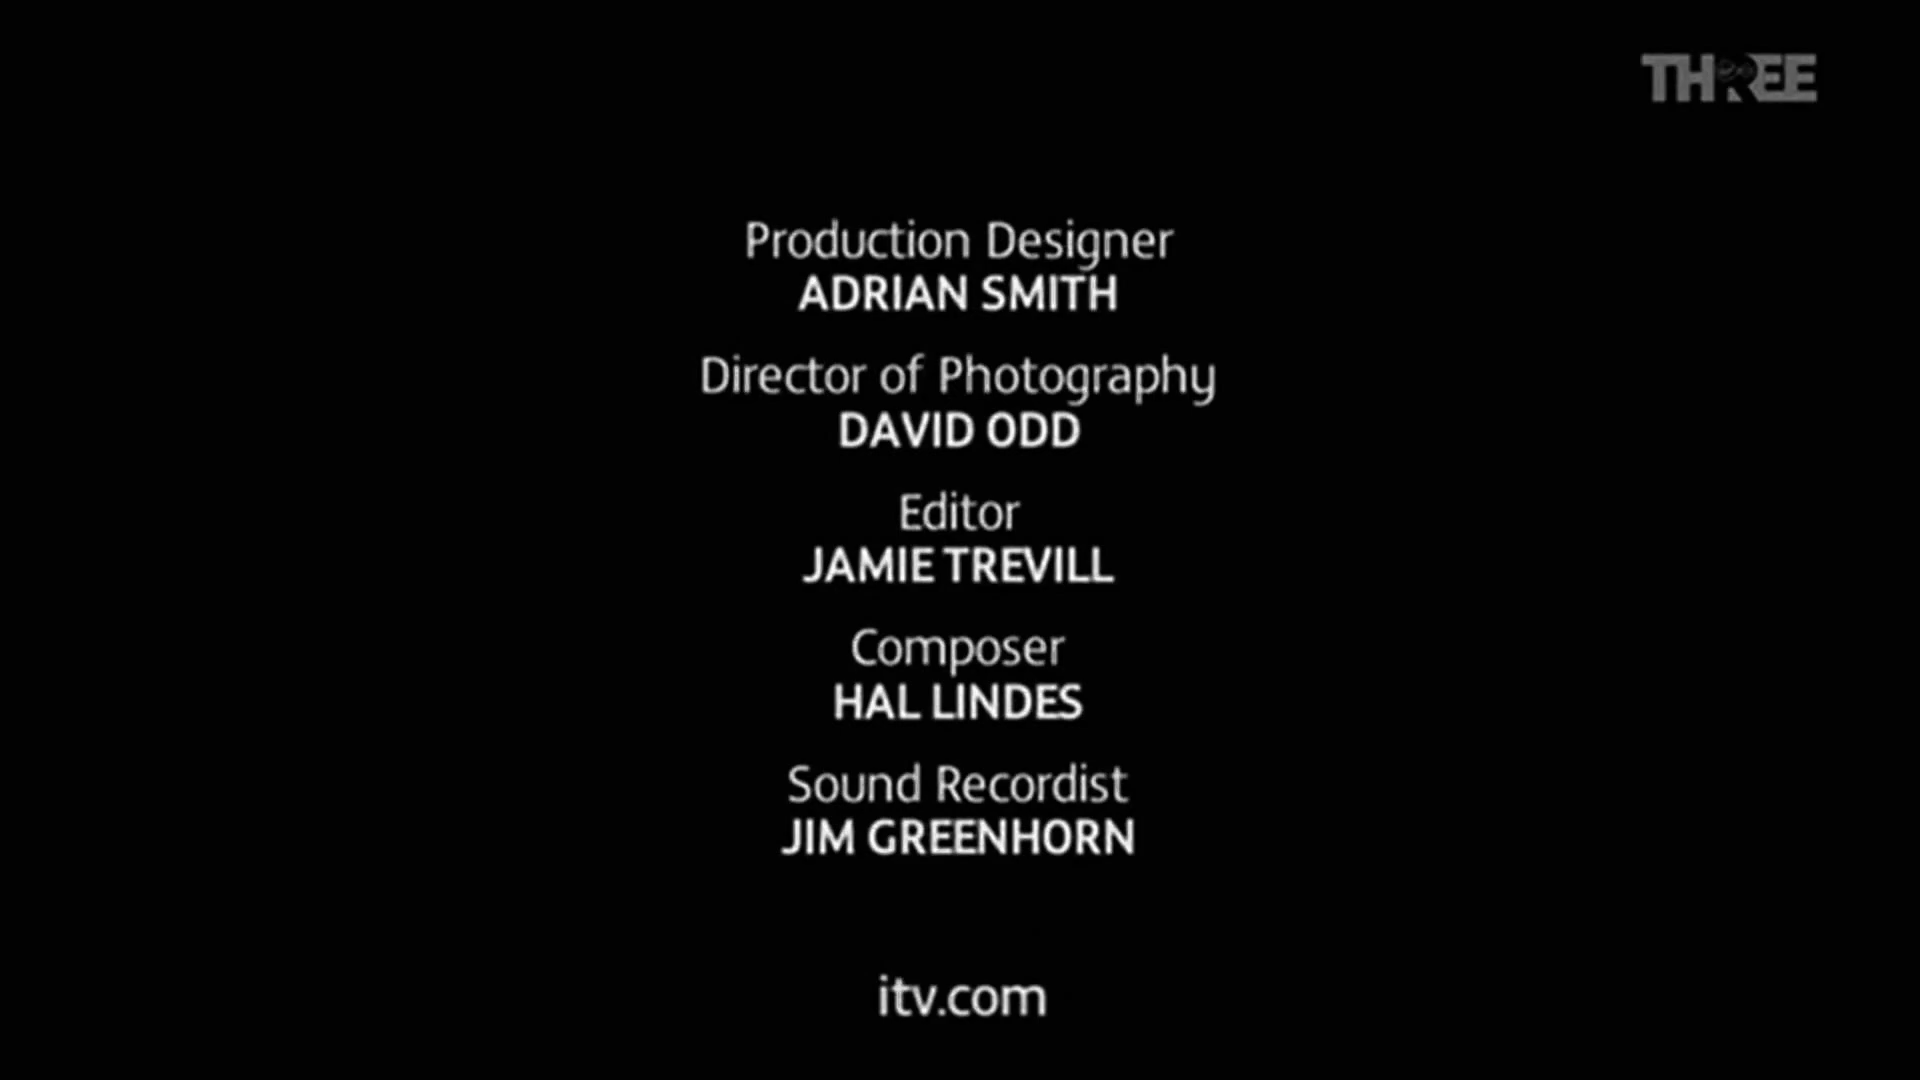 THREE
Production Designer
ADRIAN SMITH
Director of Photography
DAVID ODD
Editor
JAMIE TREVILL
Composer
HAL LINDES
Sound Recordist
JIM GREENHORN
itv.com